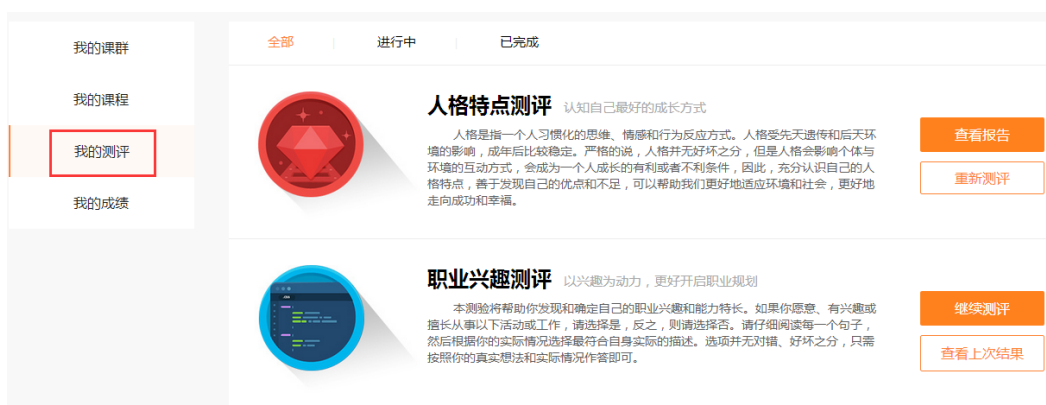 我的课群
我的课程
我的测评
我的成绩
全部 进行中 已完成
人格特点测评 认知自己最好的成长方式
人格是指一个人习惯化的思维、情感和行为反应方式。人格受先天遗传和后天环
境的影响，成年后比较稳定。严格的说，人格并无好坏之分，但是人格会影响个体与
环境的互动方式，会成为一个人成长的有利或者不利条件，因此，充分认识自己的人
格特点，善于发现自己的优点和不足，可以帮助我们更好地适应环境和社会，更好地
走向成功和幸福。
查看报告
重新测评
职业兴趣测评 以兴趣为动力，更好开启职业规划
本测验将帮助你发现和确定自己的职业兴趣和能力特长。如果你愿意、有兴趣或
擅长从事以下活动或工作，请选择是，反之，则请选择否。请仔细阅读每一个句子，
然后根据你的实际情况选择最符合自身实际的描述。选项并无对错、好坏之分，只需
按照你的真实想法和实际情况作答即可。
继续测评
查看上次结果